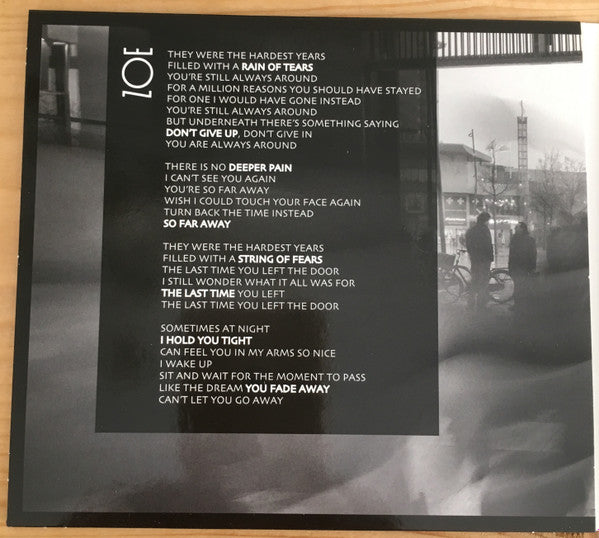 ZOE
THEY WERE THE HARDEST YEARS
FILLED WITH A RAIN OF TEARS
YOU'RE STILL ALWAYS AROUND
FOR A MILLION REASONS YOU SHOULD HAVE STAYED
FOR ONE I WOULD HAVE GONE INSTEAD
YOU'RE STILL ALWAYS AROUND
BUT UNDERNEATH THERE'S SOMETHING SAYING
DON'T GIVE UP, DON'T GIVE IN
YOU ARE ALWAYS AROUND
THERE IS NO DEEPER PAIN
I CAN'T SEE YOU AGAIN
YOU'RE SO FAR AWAY
WISH I COULD TOUCH YOUR FACE AGAIN
TURN BACK THE TIME INSTEAD
SO FAR AWAY
THEY WERE THE HARDEST YEARS
FILLED WITH A STRING OF FEARS
THE LAST TIME YOU LEFT THE DOOR
I STILL WONDER WHAT IT ALL WAS FOR
THE LAST TIME YOU LEFT
THE LAST TIME YOU LEFT THE DOOR
SOMETIMES AT NIGHT
I HOLD YOU TIGHT
CAN FEEL YOU IN MY ARMS SO NICE
I WAKE UP
SIT AND WAIT FOR THE MOMENT TO PASS
LIKE THE DREAM YOU FADE AWAY
CAN'T LET YOU GO AWAY